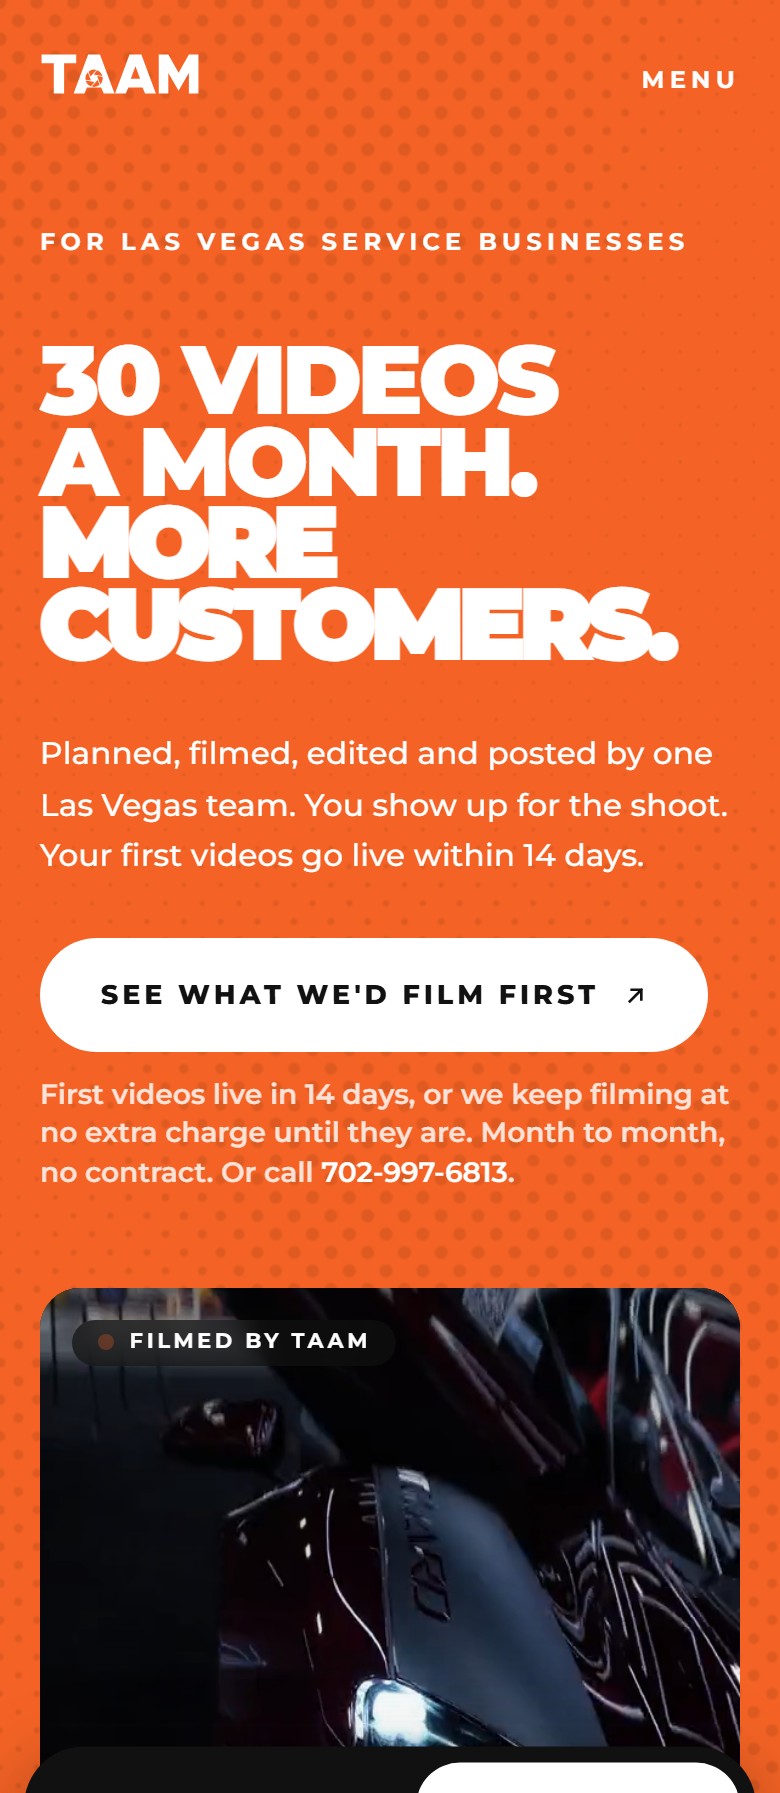 TAAM
MENU
FOR LAS VEGAS SERVICE BUSINESSES
30 VIDEOS
A MONTH.
MORE
CUSTOMERS.
Planned, filmed, edited and posted by one
Las Vegas team. You show up for the shoot.
Your first videos go live within 14 days.
SEE WHAT WE'D FILM FIRST
First videos live in 14 days, or we keep filming at
no extra charge until they are. Month to month,
no contract. Or call 702-997-6813.
FILMED BY TAAM